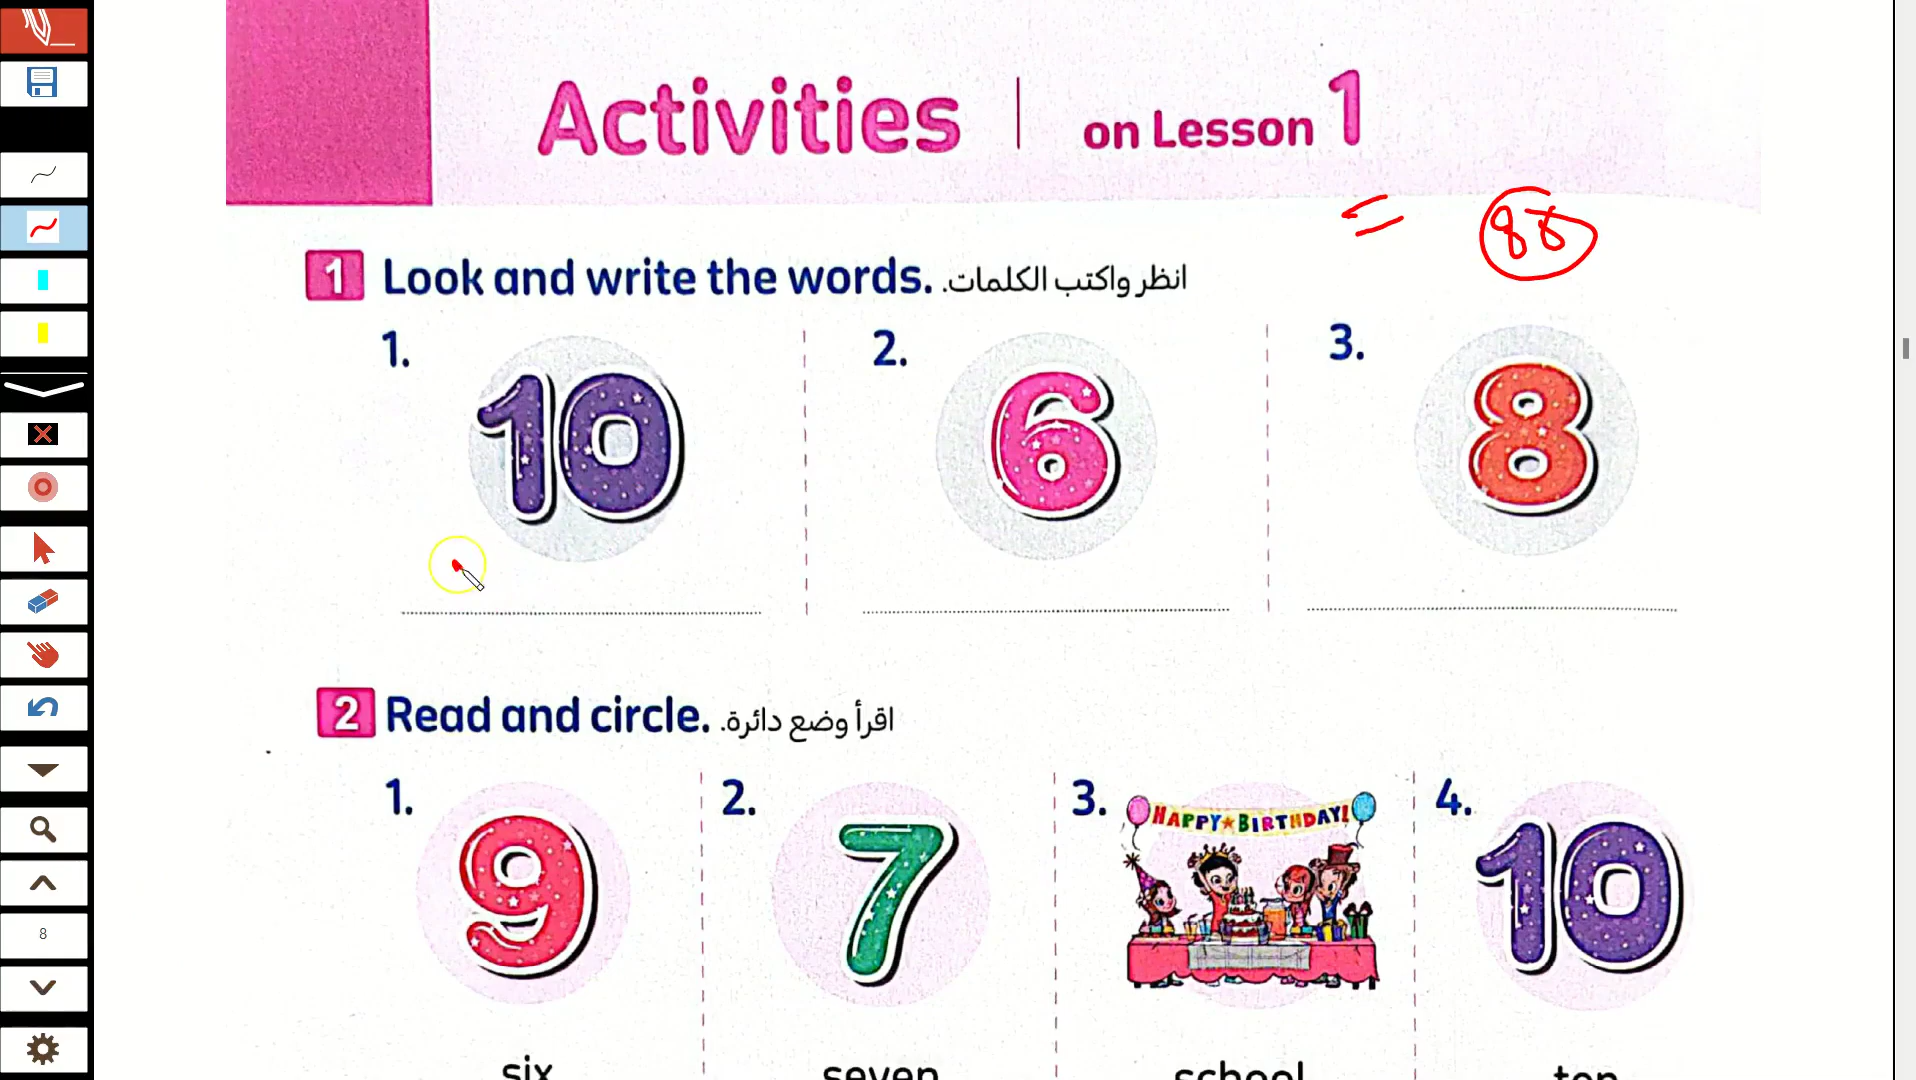 Activities | on Lesson 1
= 88
1 Look and write the words. انظر واكتب الكلمات.
1. 10 2. 6 3. 8
2 Read and circle. اقرأ وضع دائرة.
1. 9 2. 7 3. HAPPY BIRTHDAY! 4. 10
six seven school ten
8